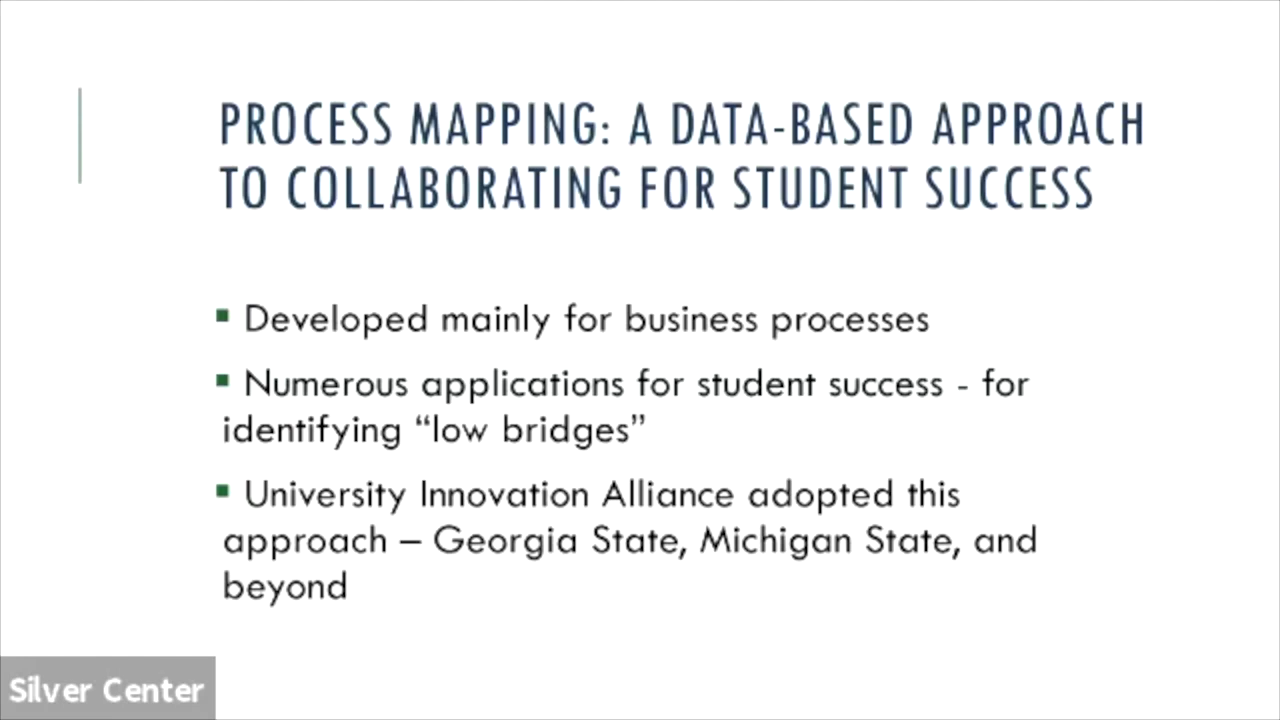 PROCESS MAPPING: A DATA-BASED APPROACH
TO COLLABORATING FOR STUDENT SUCCESS
▪ Developed mainly for business processes
▪ Numerous applications for student success - for
identifying “low bridges”
▪ University Innovation Alliance adopted this
approach – Georgia State, Michigan State, and
beyond
Silver Center